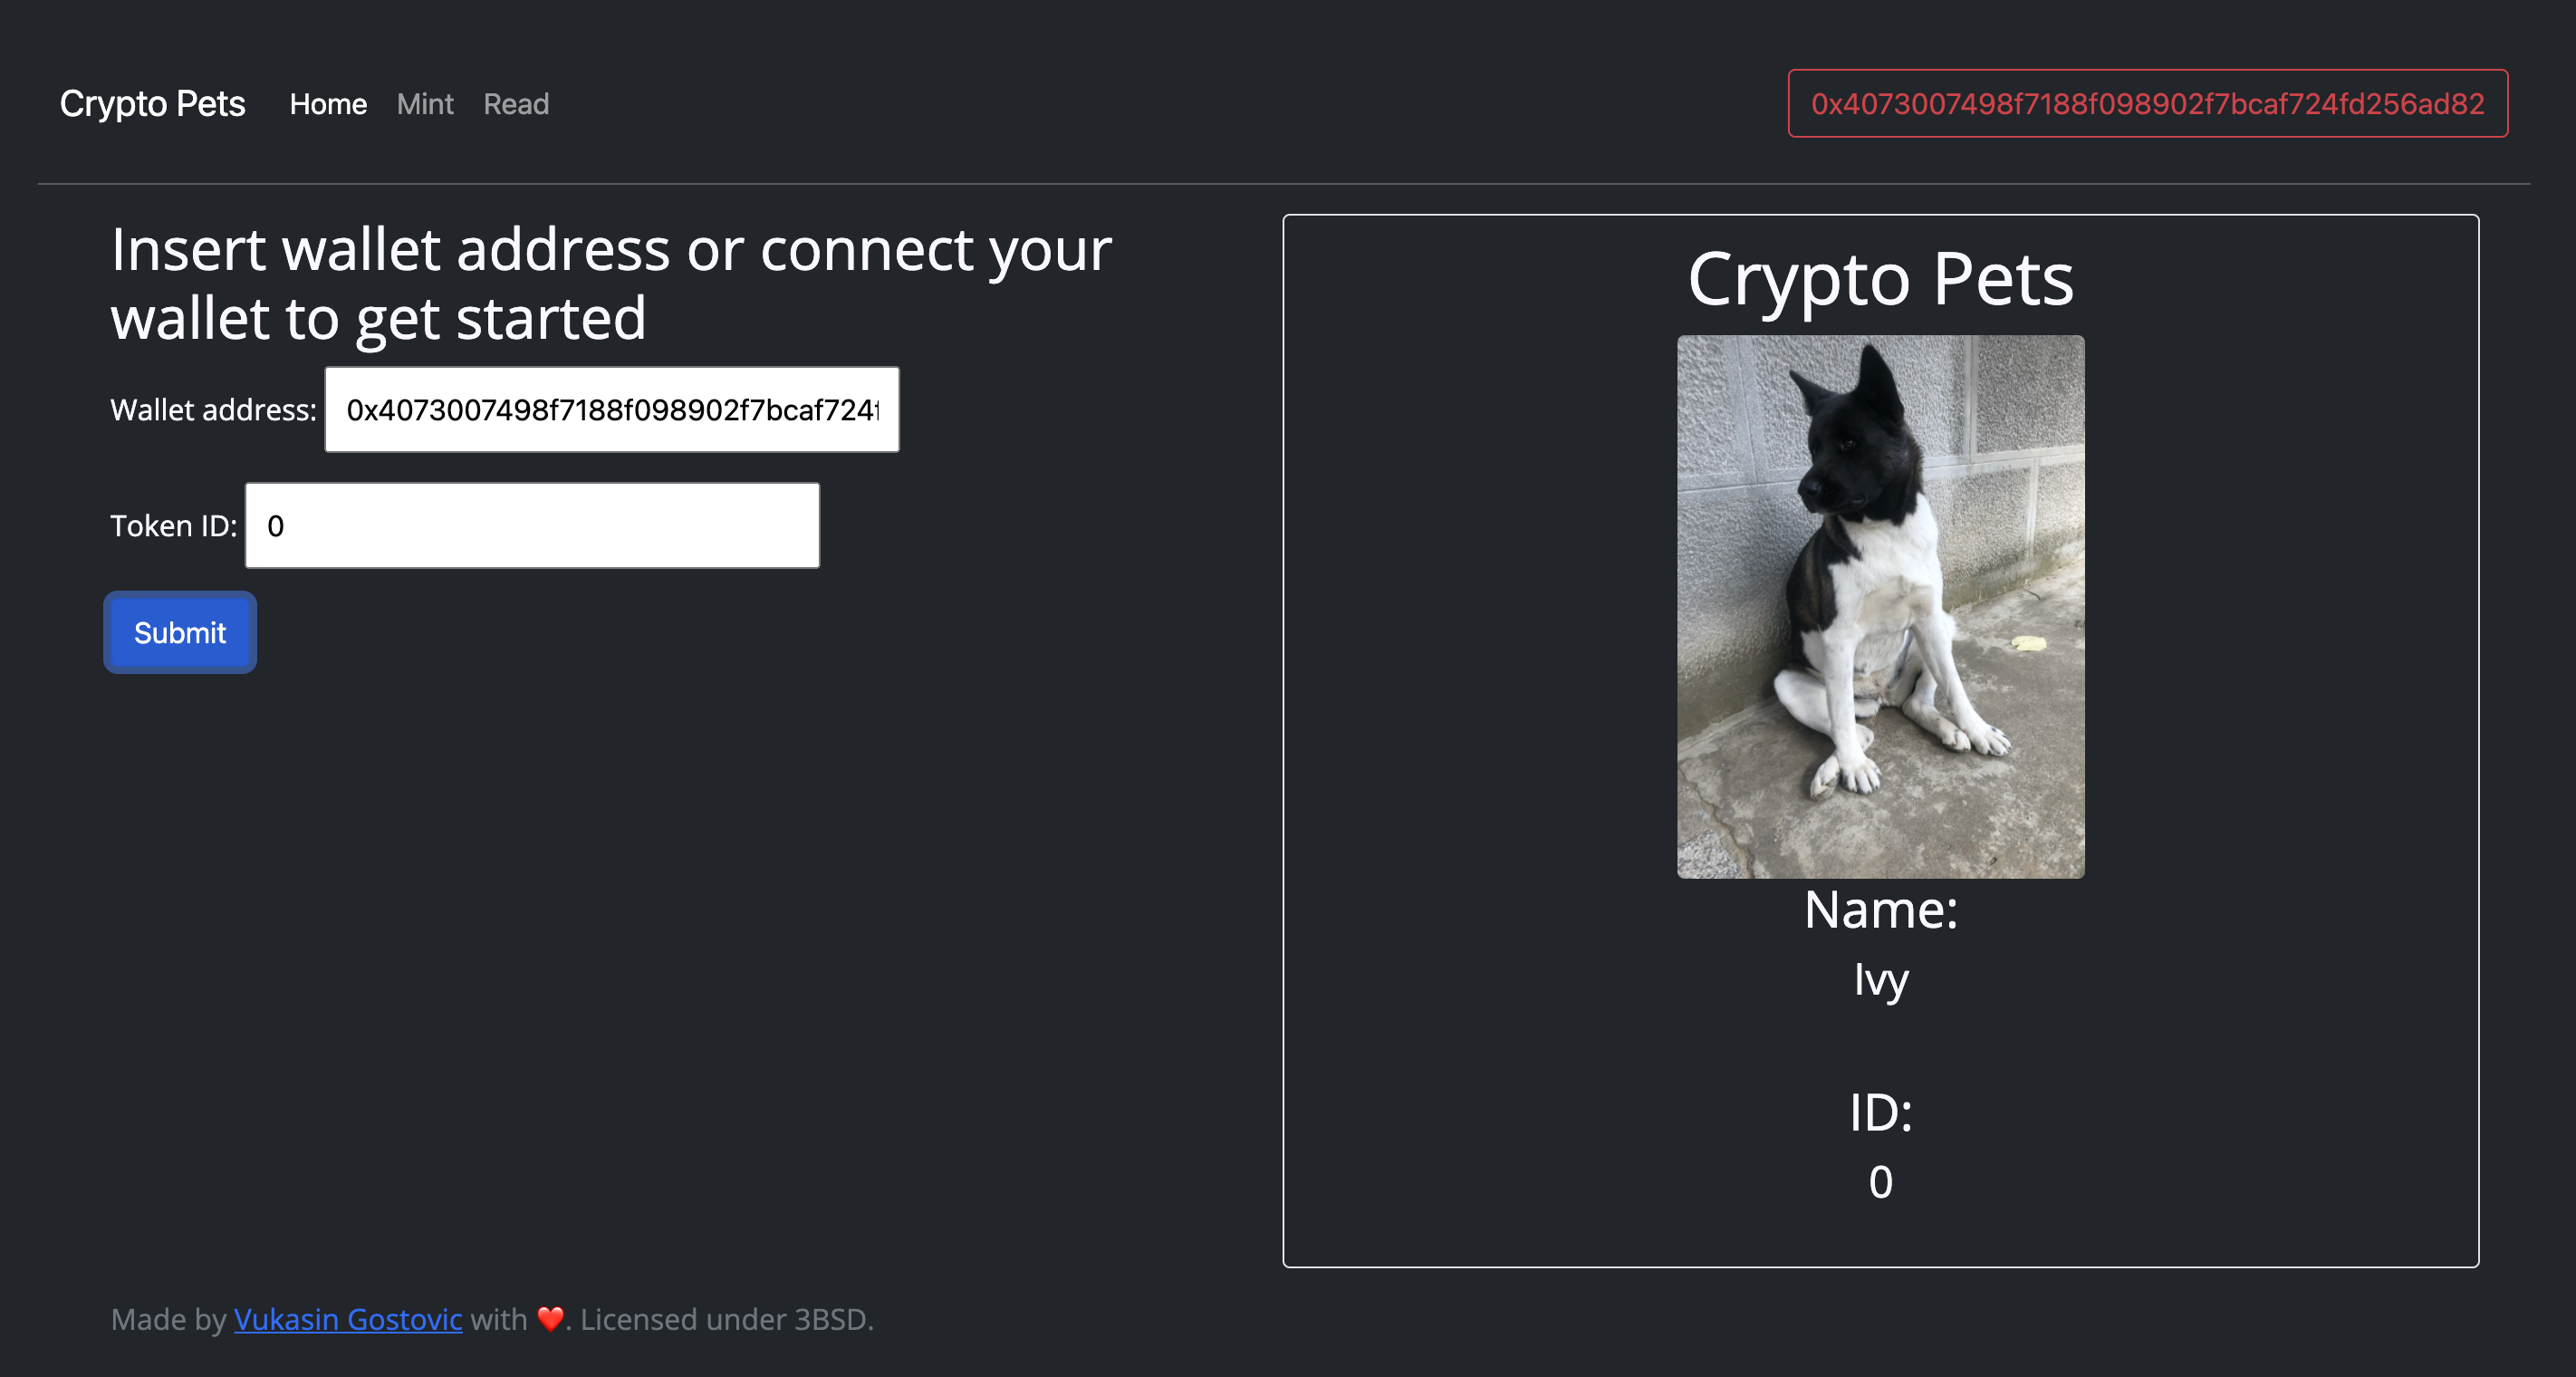 Crypto Pets Home Mint Read 0x4073007498f7188f098902f7bcaf724fd256ad82
Insert wallet address or connect your
wallet to get started
Wallet address: 0x4073007498f7188f098902f7bcaf724
Token ID: 0
Submit
Crypto Pets
Name:
Ivy
ID:
0
Made by Vukasin Gostovic with ❤️. Licensed under 3BSD.